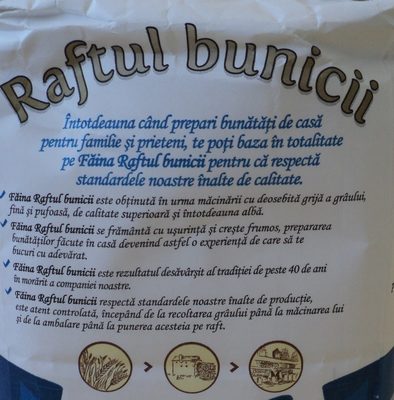 Raftul bunicii
Întotdeauna când prepari bunătăți de casă
pentru familie și prieteni, te poți baza în totalitate
pe Făina Raftul bunicii pentru că respectă
standardele noastre înalte de calitate.
Făina Raftul bunicii este obținută în urma măcinării cu deosebită grijă a grâului,
fină și pufoasă, de calitate superioară și întotdeauna albă.
Făina Raftul bunicii se frământă cu ușurință și crește frumos, prepararea
bunătăților făcute în casă devenind astfel o experiență de care să te
bucuri cu adevărat.
Făina Raftul bunicii este rezultatul desăvârșit al tradiției de peste 40 de ani
în morărit a companiei noastre.
Făina Raftul bunicii respectă standardele noastre înalte de producție,
este atent controlată, începând de la recoltarea grâului până la măcinarea lui
și de la ambalare până la punerea acesteia pe raft.